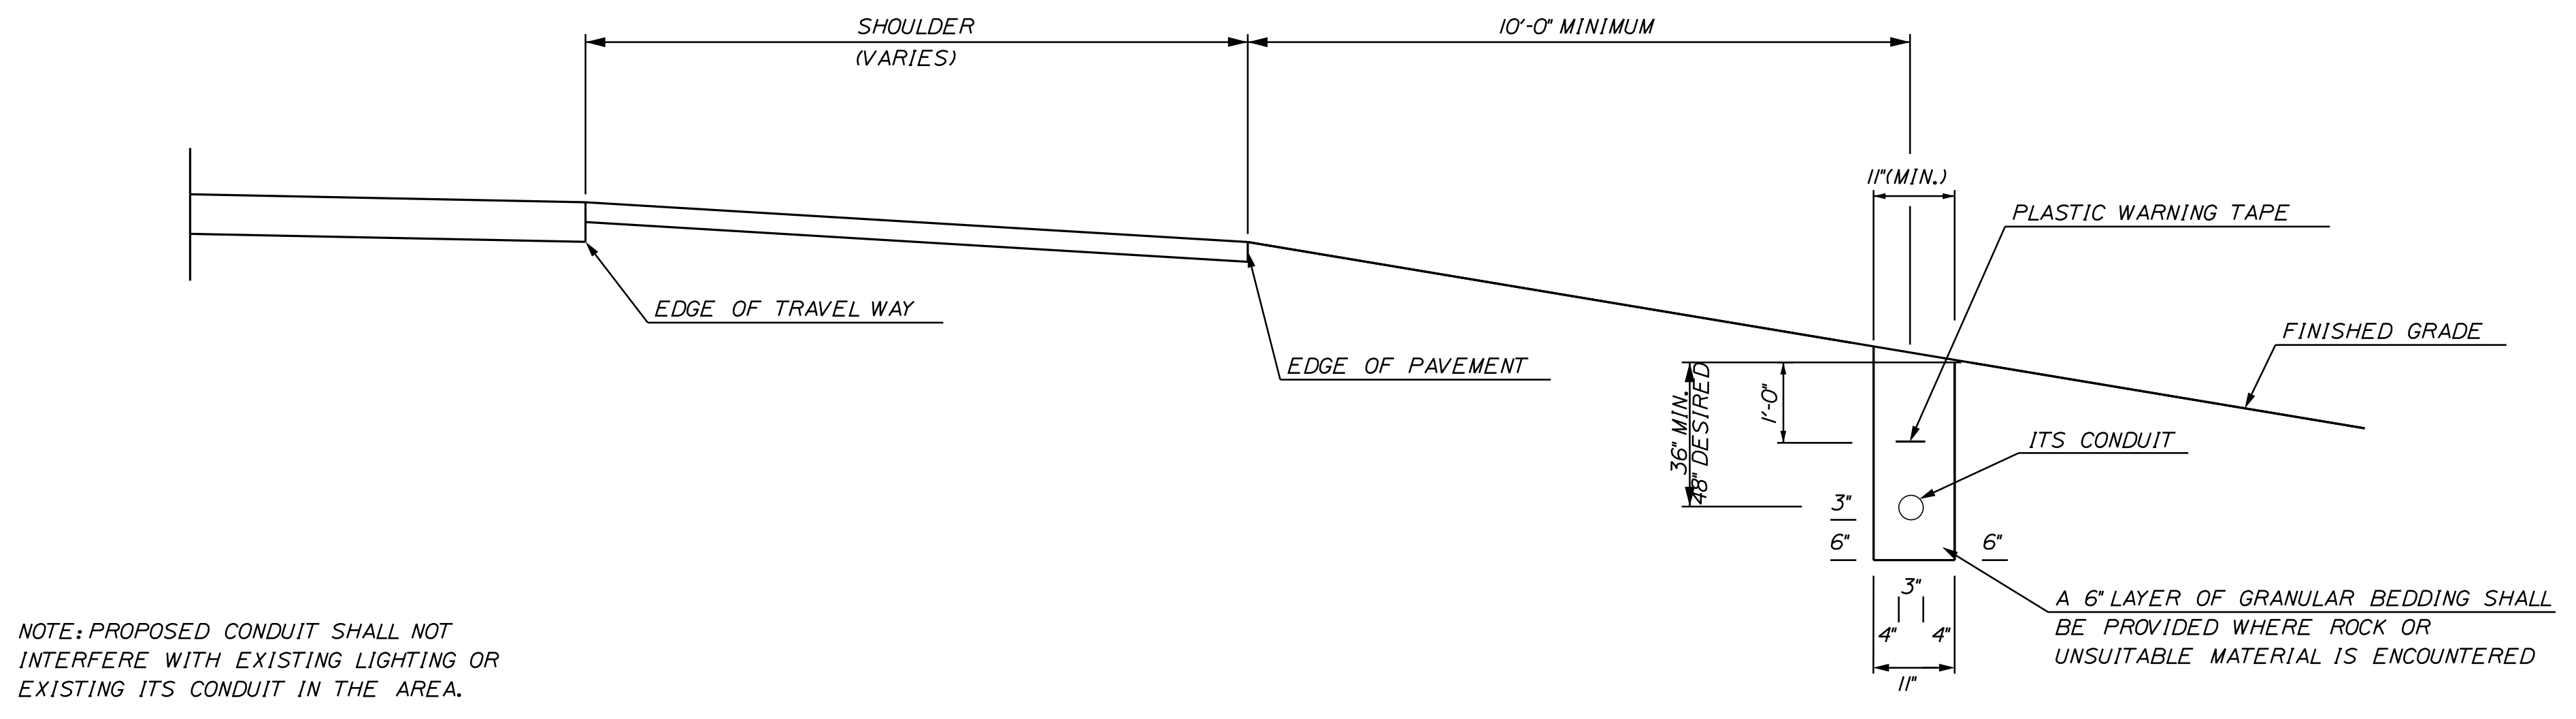 SHOULDER
(VARIES)
10'-0" MINIMUM
11"(MIN.)
PLASTIC WARNING TAPE
EDGE OF TRAVEL WAY
EDGE OF PAVEMENT
FINISHED GRADE
36" MIN.
48" DESIRED
1'-0"
ITS CONDUIT
3"
6"
6"
3"
4"
4"
11"
A 6" LAYER OF GRANULAR BEDDING SHALL
BE PROVIDED WHERE ROCK OR
UNSUITABLE MATERIAL IS ENCOUNTERED
NOTE: PROPOSED CONDUIT SHALL NOT
INTERFERE WITH EXISTING LIGHTING OR
EXISTING ITS CONDUIT IN THE AREA.